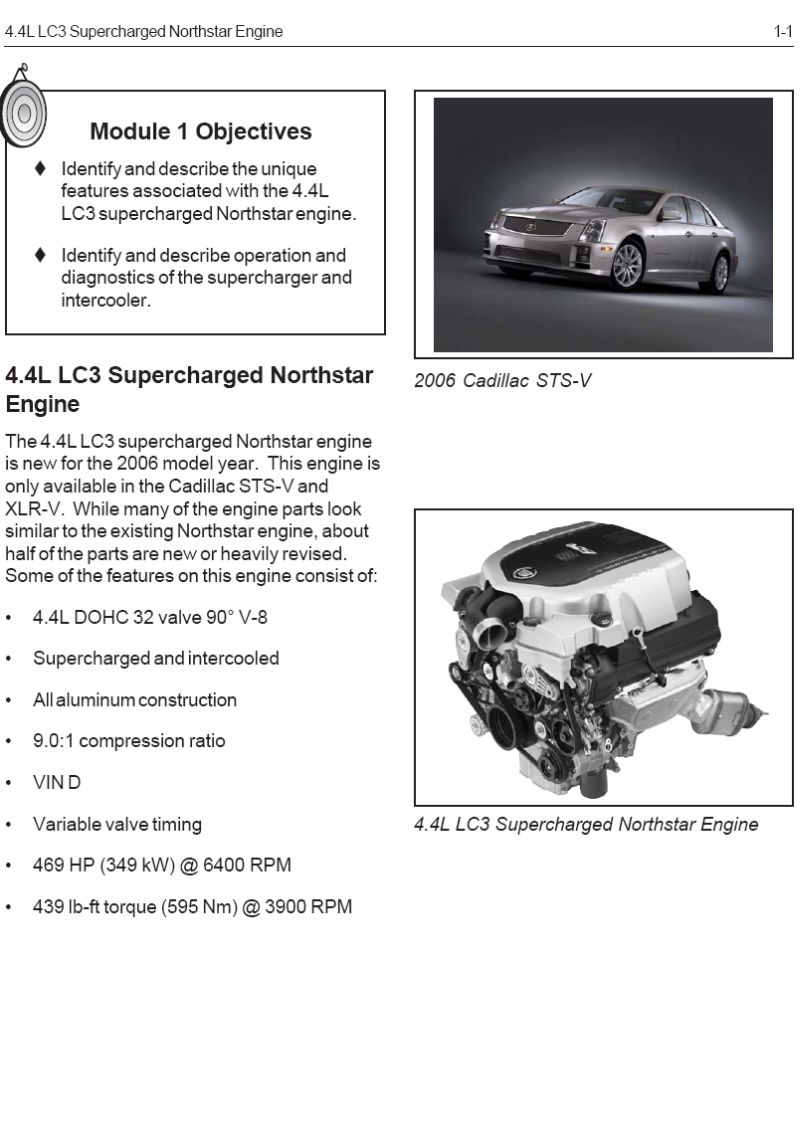 4.4L LC3 Supercharged Northstar Engine
1-1
Module 1 Objectives
♦ Identify and describe the unique
features associated with the 4.4L
LC3 supercharged Northstar engine.
♦ Identify and describe operation and
diagnostics of the supercharger and
intercooler.
4.4L LC3 Supercharged Northstar
Engine
The 4.4L LC3 supercharged Northstar engine
is new for the 2006 model year. This engine is
only available in the Cadillac STS-V and
XLR-V. While many of the engine parts look
similar to the existing Northstar engine, about
half of the parts are new or heavily revised.
Some of the features on this engine consist of:
• 4.4L DOHC 32 valve 90° V-8
• Supercharged and intercooled
• All aluminum construction
• 9.0:1 compression ratio
• VIN D
• Variable valve timing
• 469 HP (349 kW) @ 6400 RPM
• 439 lb-ft torque (595 Nm) @ 3900 RPM
2006 Cadillac STS-V
4.4L LC3 Supercharged Northstar Engine